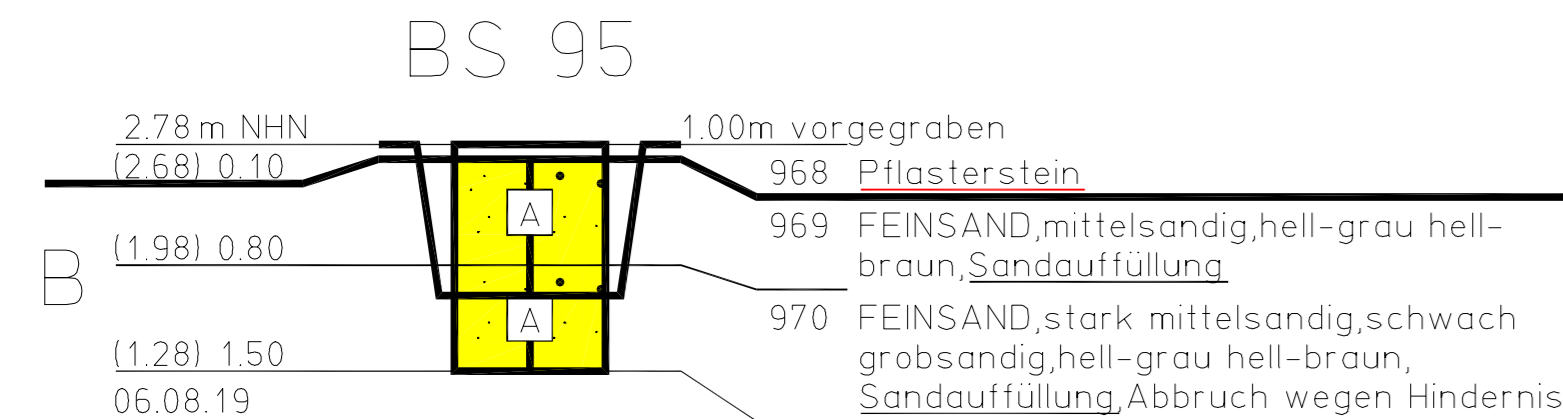 BS 95
2.78 m NHN
1.00m vorgegraben
(2.68) 0.10
968 Pflasterstein
A
969 FEINSAND,mittelsandig,hell-grau hell-
braun,Sandauffüllung
(1.98) 0.80
B
970 FEINSAND,stark mittelsandig,schwach
A
(1.28) 1.50
grobsandig,hell-grau hell-braun,
Sandauffüllung,Abbruch wegen Hindernis
06.08.19